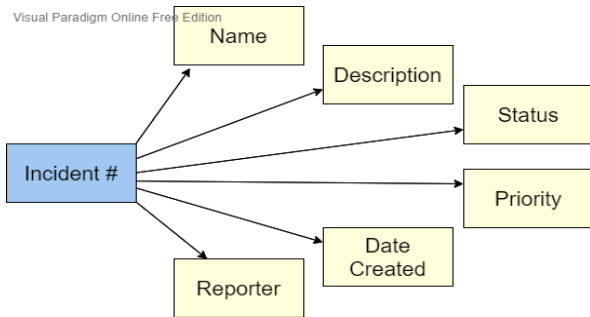 Visual Paradigm Online Free Edition
Name
Description
Status
Incident #
Priority
Date
Created
Reporter